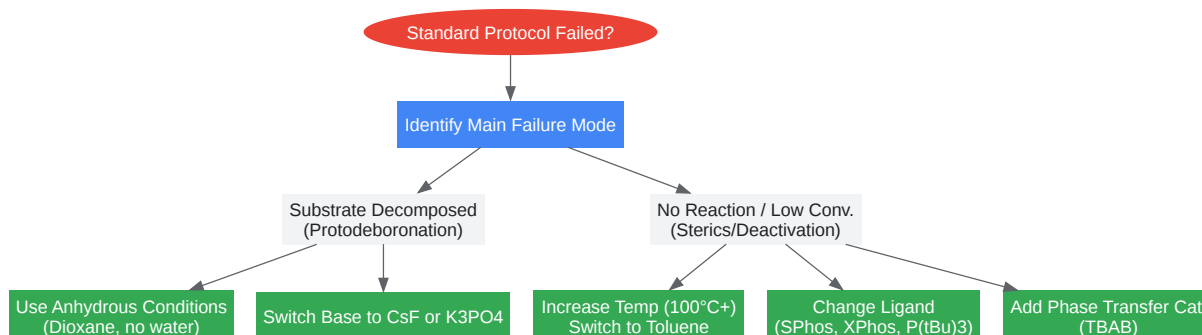 Standard Protocol Failed?
Identify Main Failure Mode
Substrate Decomposed
(Protodeboronation)
No Reaction / Low Conv.
(Sterics/Deactivation)
Use Anhydrous Conditions
(Dioxane, no water)
Switch Base to CsF or K3PO4
Increase Temp (100°C+)
Switch to Toluene
Change Ligand
(SPhos, XPhos, P(tBu)3)
Add Phase Transfer Cat
(TBAB)